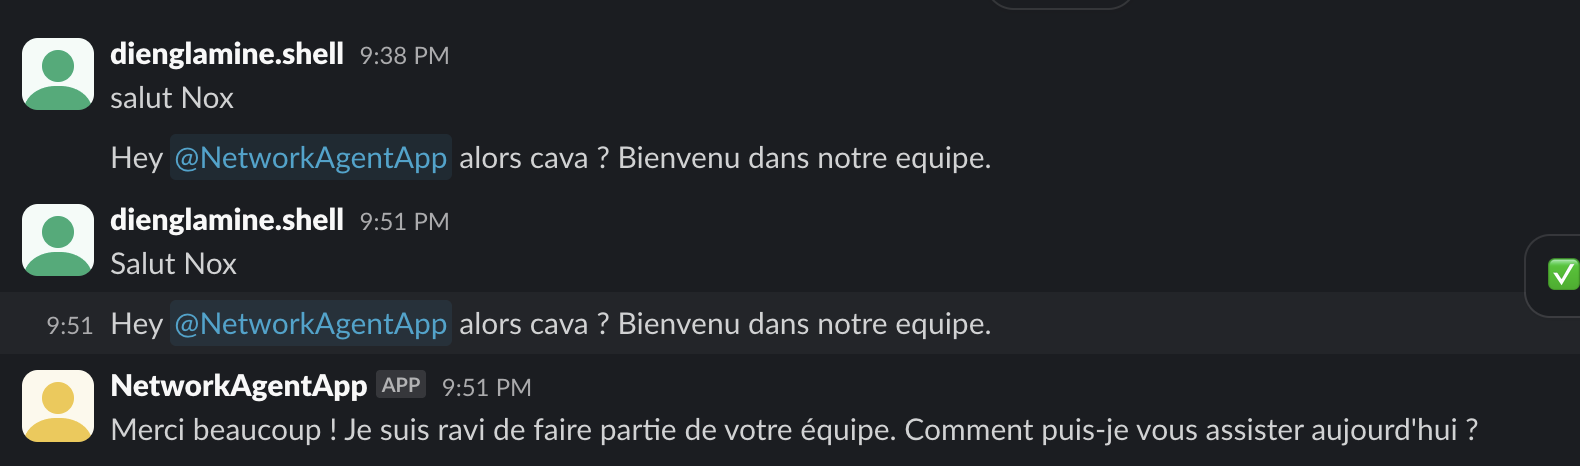 dienglamine.shell 9:38 PM
salut Nox
Hey @NetworkAgentApp alors cava ? Bienvenu dans notre equipe.
dienglamine.shell 9:51 PM
Salut Nox
9:51 Hey @NetworkAgentApp alors cava ? Bienvenu dans notre equipe.
NetworkAgentApp APP 9:51 PM
Merci beaucoup ! Je suis ravi de faire partie de votre équipe. Comment puis-je vous assister aujourd'hui ?